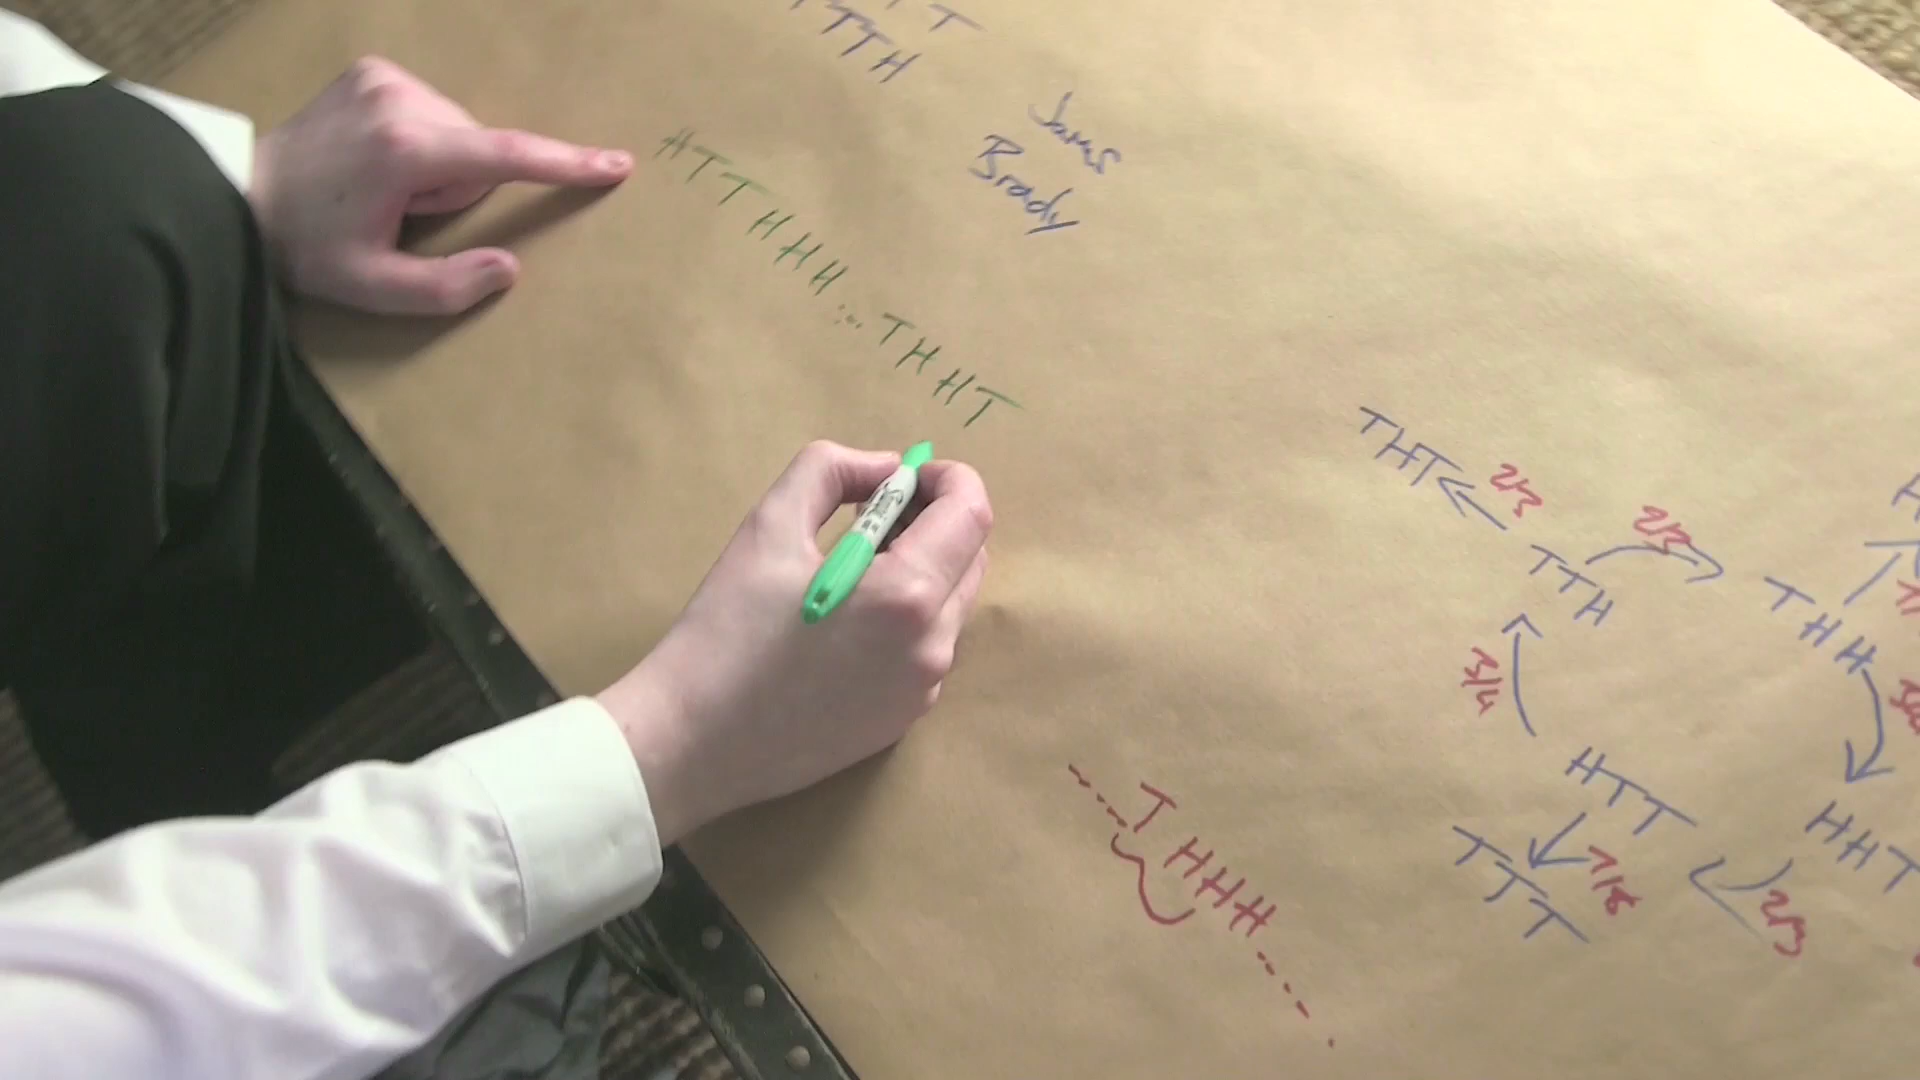 TTH
James
Brady
HTTHHH...THHT
THT
2/3
2/3
TTH
THH
3/4
HTT
HHT
7/8
TTT
2/3
THHH